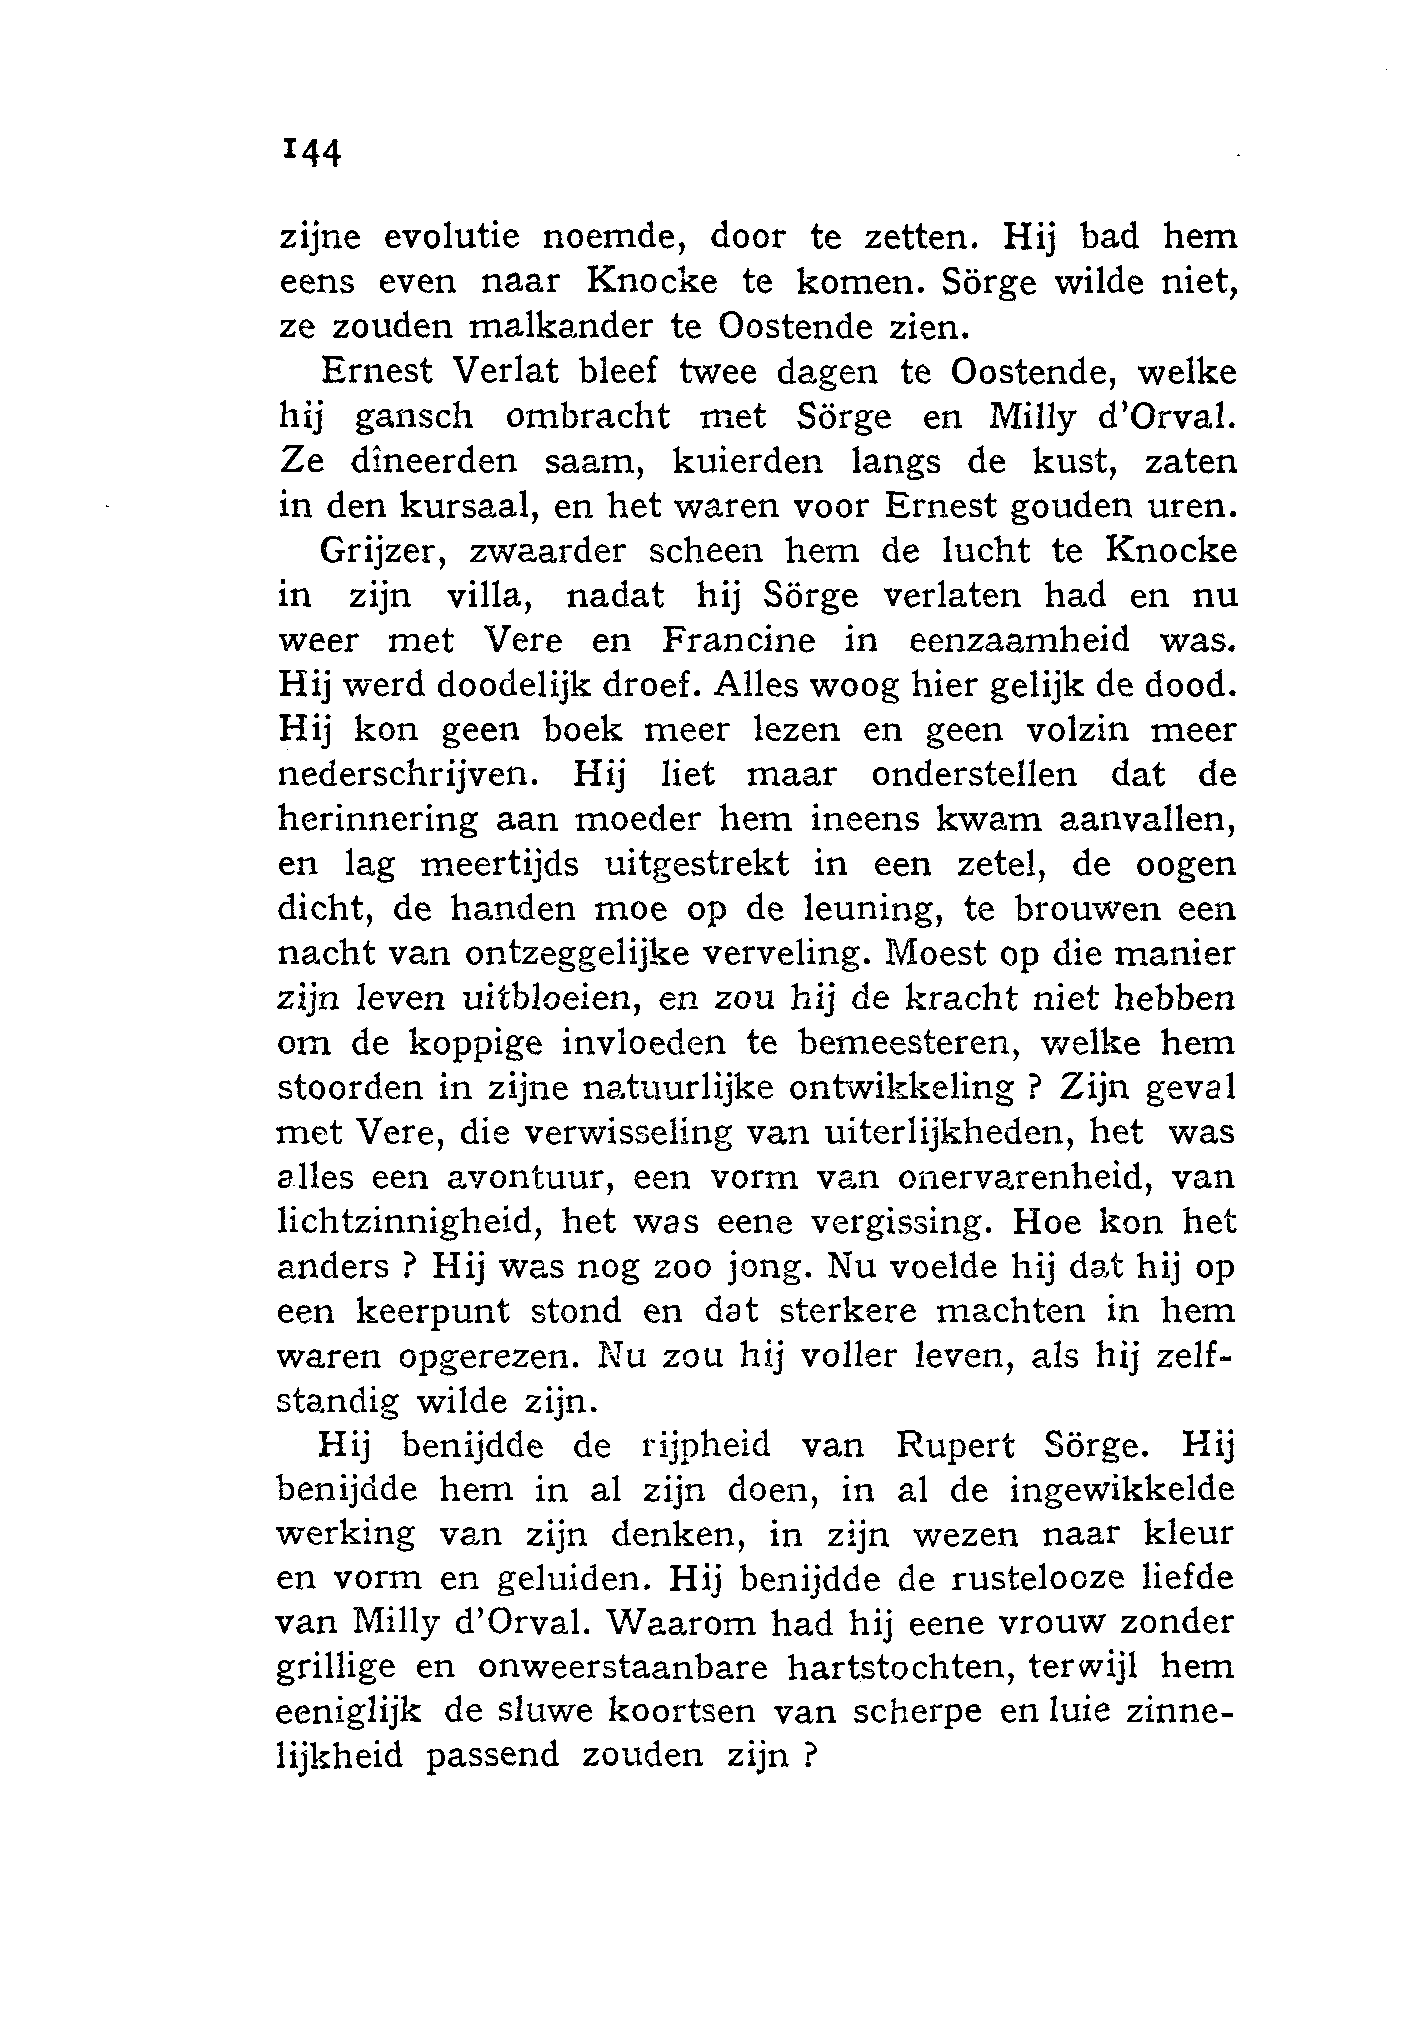 144
zijne evolutie noemde, door te zetten. Hij bad hem
eens even naar Knocke te komen. Sörge wilde niet,
ze zouden malkander te Oostende zien.
Ernest Verlat bleef twee dagen te Oostende, welke
hij gansch ombracht met Sörge en Milly d'Orval.
Ze dîneerden saam, kuierden langs de kust, zaten
in den kursaal, en het waren voor Ernest gouden uren.
Grijzer, zwaarder scheen hem de lucht te Knocke
in zijn villa, nadat hij Sörge verlaten had en nu
weer met Vere en Francine in eenzaamheid was.
Hij werd doodelijk droef. Alles woog hier gelijk de dood.
Hij kon geen boek meer lezen en geen volzin meer
nederschrijven. Hij liet maar onderstellen dat de
herinnering aan moeder hem ineens kwam aanvallen,
en lag meertijds uitgestrekt in een zetel, de oogen
dicht, de handen moe op de leuning, te brouwen een
nacht van ontzeggelijke verveling. Moest op die manier
zijn leven uitbloeien, en zou hij de kracht niet hebben
om de koppige invloeden te bemeesteren, welke hem
stoorden in zijne natuurlijke ontwikkeling ? Zijn geval
met Vere, die verwisseling van uiterlijkheden, het was
alles een avontuur, een vorm van onervarenheid, van
lichtzinnigheid, het was eene vergissing. Hoe kon het
anders ? Hij was nog zoo jong. Nu voelde hij dat hij op
een keerpunt stond en dat sterkere machten in hem
waren opgerezen. Nu zou hij voller leven, als hij zelf-
standig wilde zijn.
Hij benijdde de rijpheid van Rupert Sörge. Hij
benijdde hem in al zijn doen, in al de ingewikkelde
werking van zijn denken, in zijn wezen naar kleur
en vorm en geluiden. Hij benijdde de rustelooze liefde
van Milly d'Orval. Waarom had hij eene vrouw zonder
grillige en onweerstaanbare hartstochten, terwijl hem
eeniglijk de sluwe koortsen van scherpe en luie zinne-
lijkheid passend zouden zijn ?